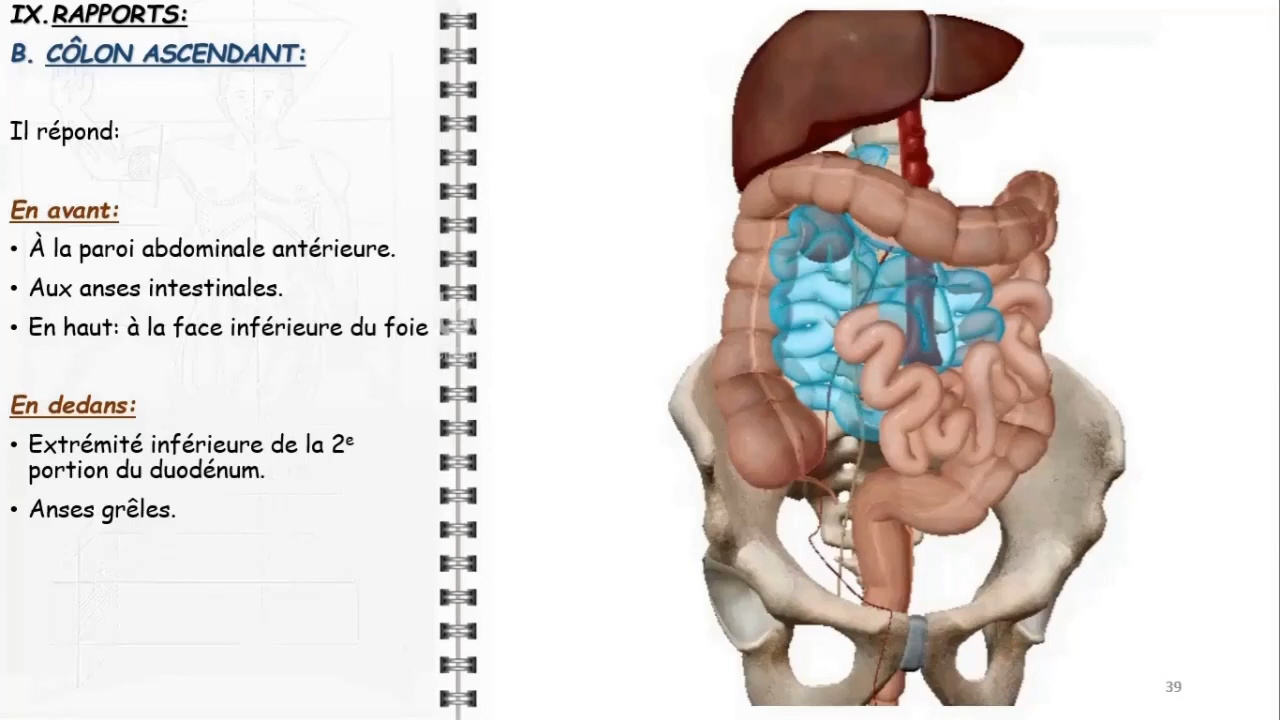 IX. RAPPORTS:
B. CÔLON ASCENDANT:
Il répond:
En avant:
• À la paroi abdominale antérieure.
• Aux anses intestinales.
• En haut: à la face inférieure du foie
En dedans:
• Extrémité inférieure de la 2e
portion du duodénum.
• Anses grêles.
39